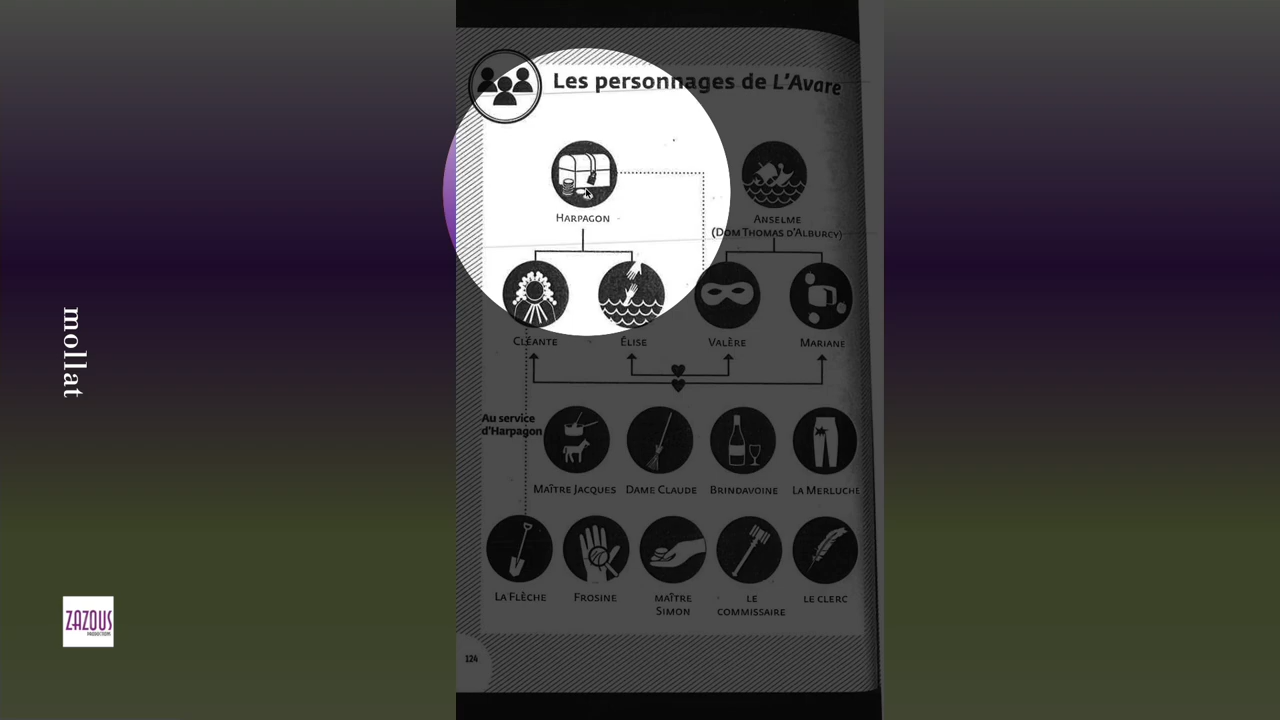 Les personnages de L'Avare
HARPAGON
ANSELME
(DOM THOMAS D'ALBURCY)
CLÉANTE
ÉLISE
VALÈRE
MARIANE
Au service
d'Harpagon
MAÎTRE JACQUES
DAME CLAUDE
BRINDAVOINE
LA MERLUCHE
LA FLÈCHE
FROSINE
MAÎTRE
SIMON
LE
COMMISSAIRE
LE CLERC
124
mollat
ZAZOUS